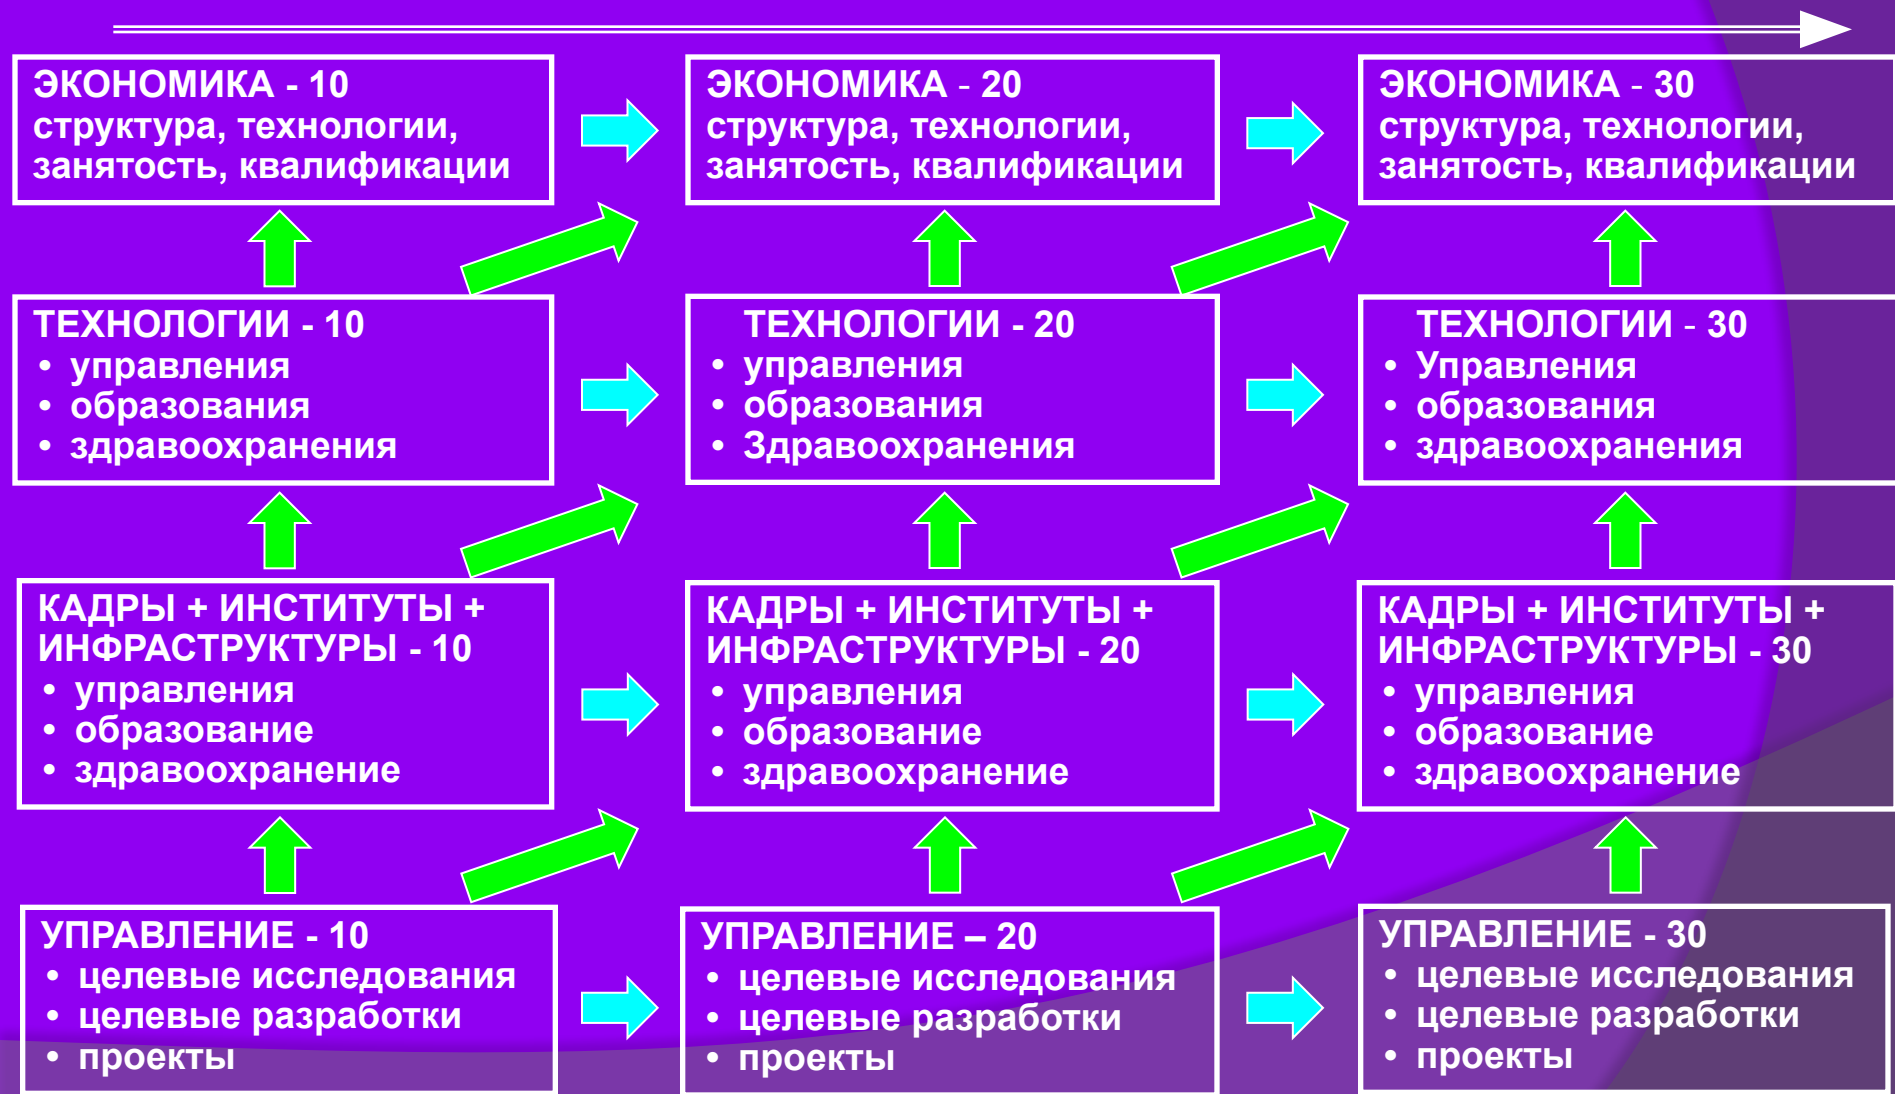 ЭКОНОМИКА - 10
структура, технологии,
занятость, квалификации
ЭКОНОМИКА - 20
структура, технологии,
занятость, квалификации
ЭКОНОМИКА - 30
структура, технологии,
занятость, квалификации
ТЕХНОЛОГИИ - 10
• управления
• образования
• здравоохранения
ТЕХНОЛОГИИ - 20
• управления
• образования
• Здравоохранения
ТЕХНОЛОГИИ - 30
• Управления
• образования
• здравоохранения
КАДРЫ + ИНСТИТУТЫ +
ИНФРАСТРУКТУРЫ - 10
• управления
• образование
• здравоохранение
КАДРЫ + ИНСТИТУТЫ +
ИНФРАСТРУКТУРЫ - 20
• управления
• образование
• здравоохранение
КАДРЫ + ИНСТИТУТЫ +
ИНФРАСТРУКТУРЫ - 30
• управления
• образование
• здравоохранение
УПРАВЛЕНИЕ - 10
• целевые исследования
• целевые разработки
• проекты
УПРАВЛЕНИЕ – 20
• целевые исследования
• целевые разработки
• проекты
УПРАВЛЕНИЕ - 30
• целевые исследования
• целевые разработки
• проекты